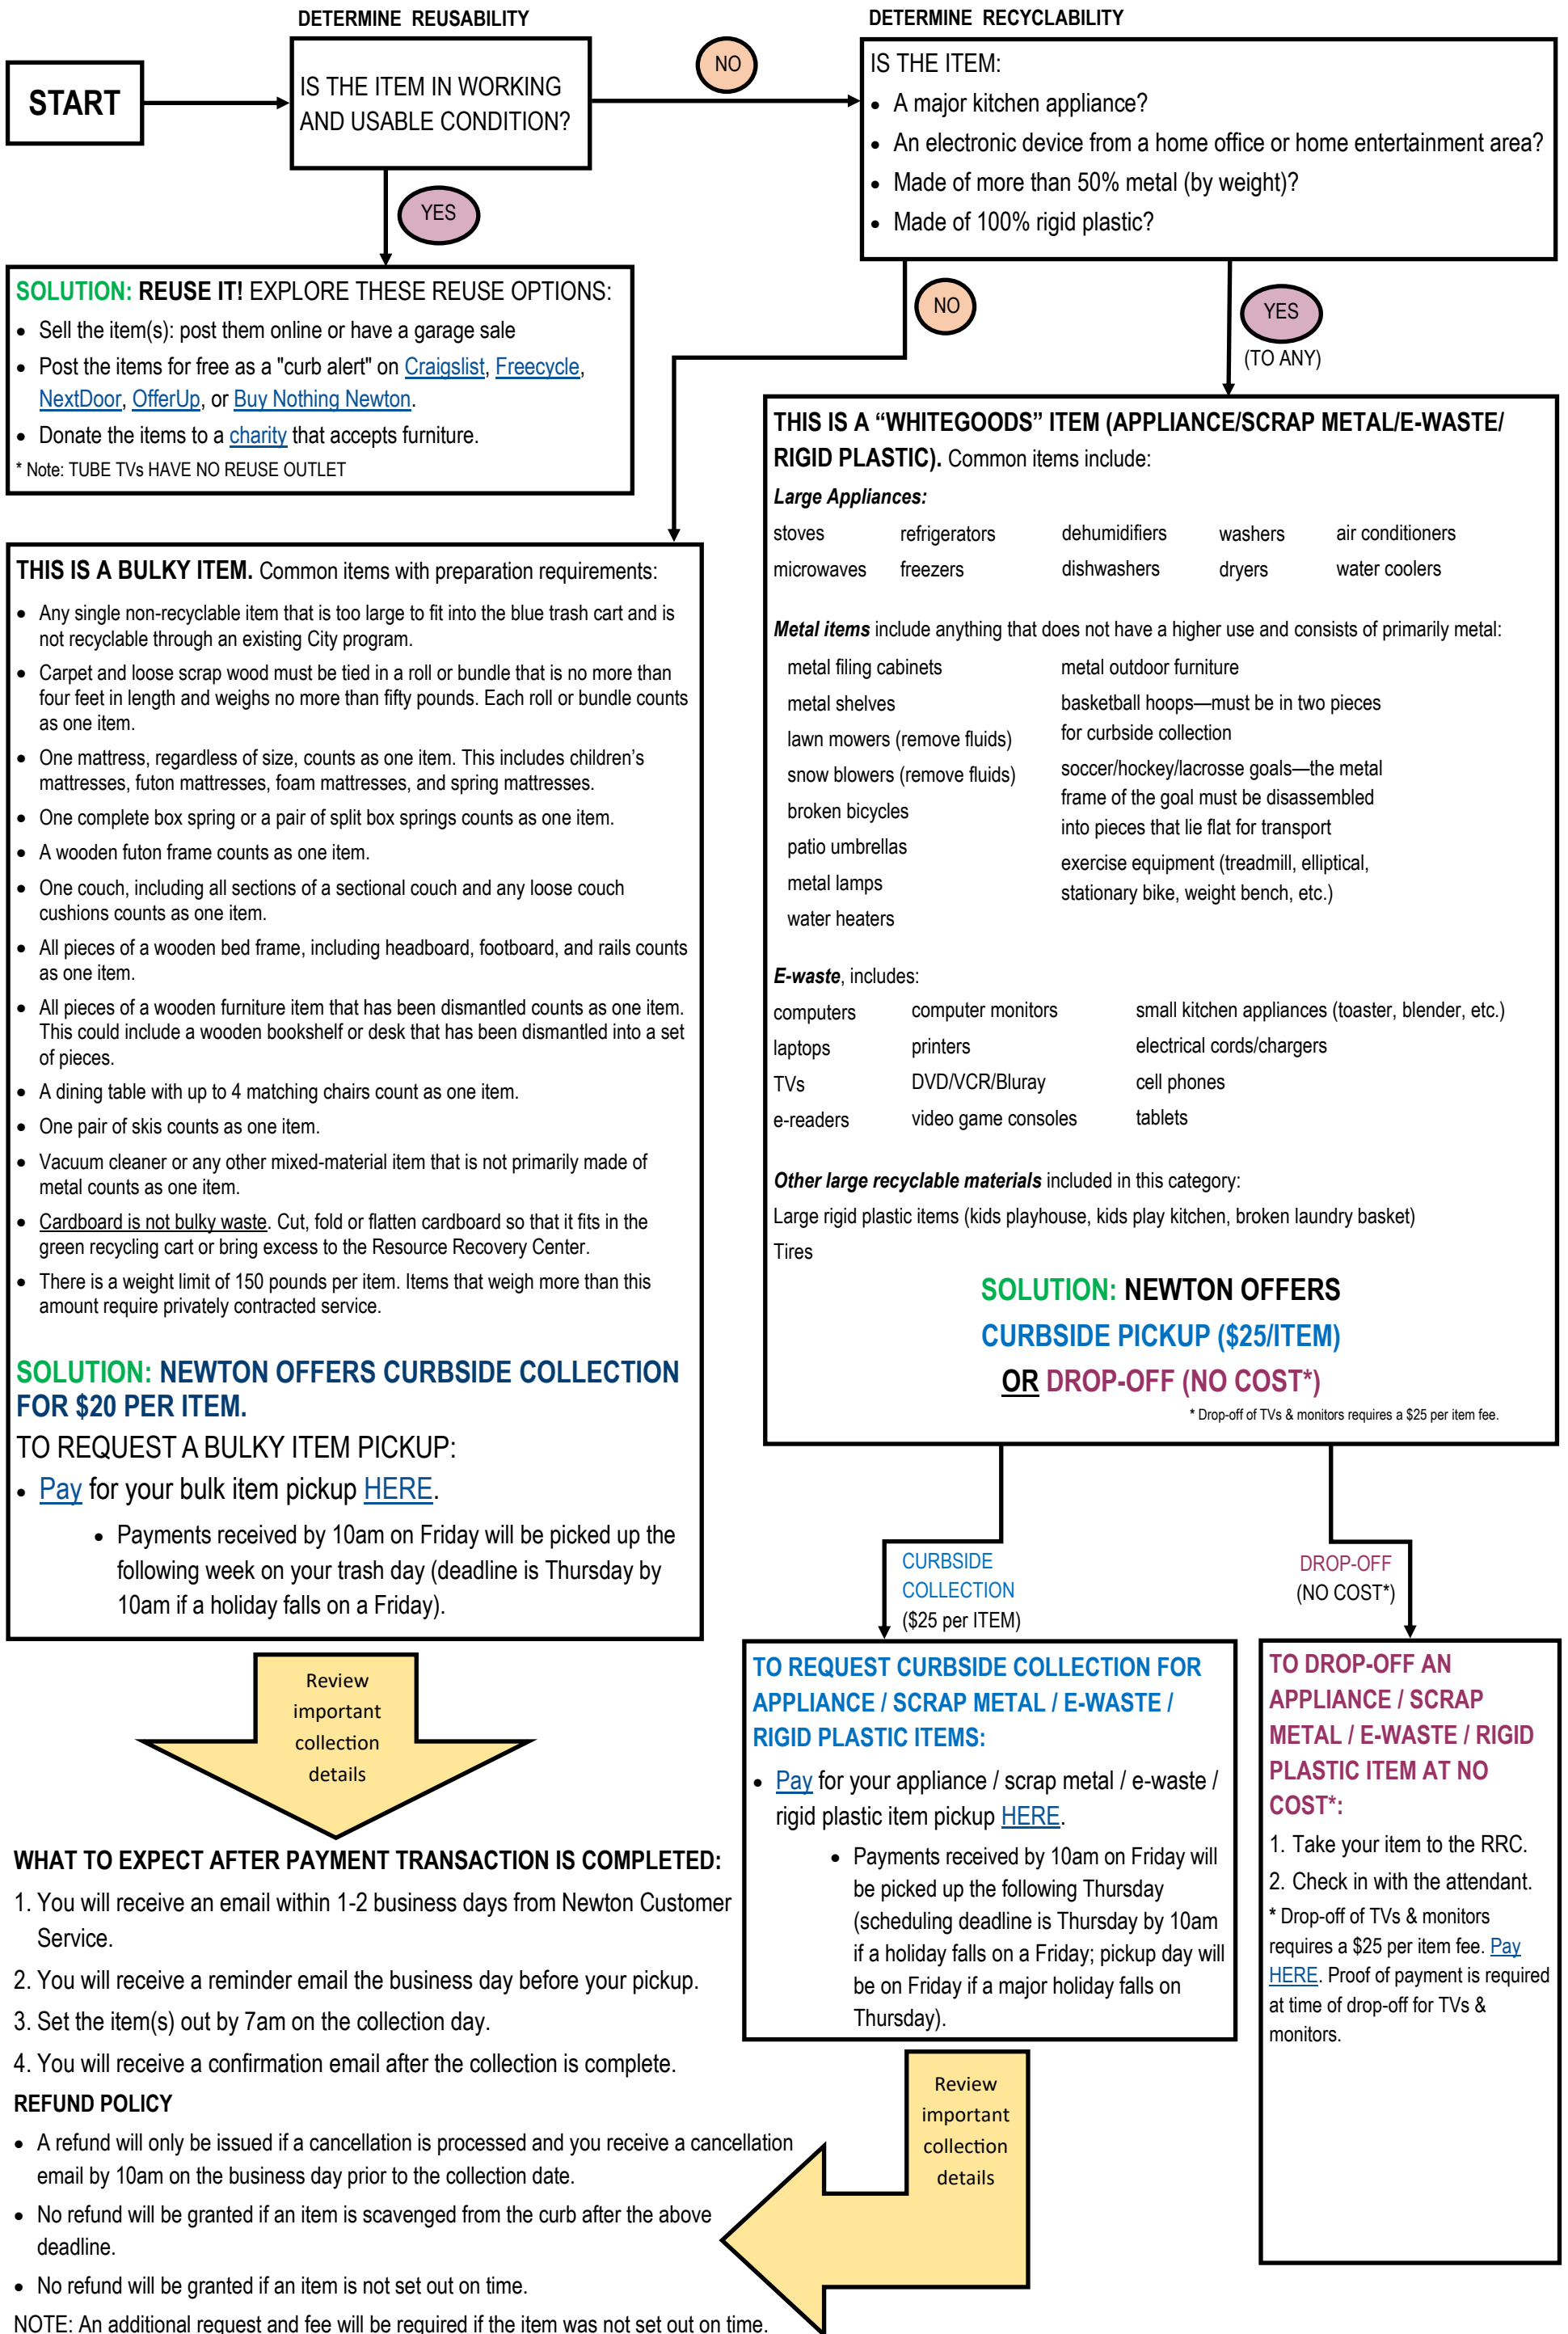 DETERMINE REUSABILITY
DETERMINE RECYCLABILITY
START
IS THE ITEM IN WORKING
AND USABLE CONDITION?
NO
IS THE ITEM:
• A major kitchen appliance?
• An electronic device from a home office or home entertainment area?
• Made of more than 50% metal (by weight)?
• Made of 100% rigid plastic?
YES
SOLUTION: REUSE IT! EXPLORE THESE REUSE OPTIONS:
• Sell the item(s): post them online or have a garage sale
• Post the items for free as a "curb alert" on Craigslist, Freecycle,
NextDoor, OfferUp, or Buy Nothing Newton.
• Donate the items to a charity that accepts furniture.
* Note: TUBE TVs HAVE NO REUSE OUTLET
NO
YES
(TO ANY)
THIS IS A BULKY ITEM. Common items with preparation requirements:
• Any single non-recyclable item that is too large to fit into the blue trash cart and is
not recyclable through an existing City program.
• Carpet and loose scrap wood must be tied in a roll or bundle that is no more than
four feet in length and weighs no more than fifty pounds. Each roll or bundle counts
as one item.
• One mattress, regardless of size, counts as one item. This includes children's
mattresses, futon mattresses, foam mattresses, and spring mattresses.
• One complete box spring or a pair of split box springs counts as one item.
• A wooden futon frame counts as one item.
• One couch, including all sections of a sectional couch and any loose couch
cushions counts as one item.
• All pieces of a wooden bed frame, including headboard, footboard, and rails counts
as one item.
• All pieces of a wooden furniture item that has been dismantled counts as one item.
This could include a wooden bookshelf or desk that has been dismantled into a set
of pieces.
• A dining table with up to 4 matching chairs count as one item.
• One pair of skis counts as one item.
• Vacuum cleaner or any other mixed-material item that is not primarily made of
metal counts as one item.
• Cardboard is not bulky waste. Cut, fold or flatten cardboard so that it fits in the
green recycling cart or bring excess to the Resource Recovery Center.
• There is a weight limit of 150 pounds per item. Items that weigh more than this
amount require privately contracted service.
SOLUTION: NEWTON OFFERS CURBSIDE COLLECTION
FOR $20 PER ITEM.
TO REQUEST A BULKY ITEM PICKUP:
• Pay for your bulk item pickup HERE.
• Payments received by 10am on Friday will be picked up the
following week on your trash day (deadline is Thursday by
10am if a holiday falls on a Friday).
THIS IS A “WHITEGOODS” ITEM (APPLIANCE/SCRAP METAL/E-WASTE/
RIGID PLASTIC). Common items include:
Large Appliances:
stoves refrigerators dehumidifiers washers air conditioners
microwaves freezers dishwashers dryers water coolers
Metal items include anything that does not have a higher use and consists of primarily metal:
metal filing cabinets
metal shelves
lawn mowers (remove fluids)
snow blowers (remove fluids)
broken bicycles
patio umbrellas
metal lamps
water heaters
metal outdoor furniture
basketball hoops—must be in two pieces
for curbside collection
soccer/hockey/lacrosse goals—the metal
frame of the goal must be disassembled
into pieces that lie flat for transport
exercise equipment (treadmill, elliptical,
stationary bike, weight bench, etc.)
E-waste, includes:
computers computer monitors small kitchen appliances (toaster, blender, etc.)
laptops printers electrical cords/chargers
TVs DVD/VCR/Bluray cell phones
e-readers video game consoles tablets
Other large recyclable materials included in this category:
Large rigid plastic items (kids playhouse, kids play kitchen, broken laundry basket)
Tires
SOLUTION: NEWTON OFFERS
CURBSIDE PICKUP ($25/ITEM)
OR DROP-OFF (NO COST*)
* Drop-off of TVs & monitors requires a $25 per item fee.
CURBSIDE
COLLECTION
($25 per ITEM)
DROP-OFF
(NO COST*)
TO REQUEST CURBSIDE COLLECTION FOR
APPLIANCE / SCRAP METAL / E-WASTE /
RIGID PLASTIC ITEMS:
• Pay for your appliance / scrap metal / e-waste /
rigid plastic item pickup HERE.
• Payments received by 10am on Friday will
be picked up the following Thursday
(scheduling deadline is Thursday by 10am
if a holiday falls on a Friday; pickup day will
be on Friday if a major holiday falls on
Thursday).
TO DROP-OFF AN
APPLIANCE / SCRAP
METAL / E-WASTE / RIGID
PLASTIC ITEM AT NO
COST*:
1. Take your item to the RRC.
2. Check in with the attendant.
* Drop-off of TVs & monitors
requires a $25 per item fee. Pay
HERE. Proof of payment is required
at time of drop-off for TVs &
monitors.
Review
important
collection
details
WHAT TO EXPECT AFTER PAYMENT TRANSACTION IS COMPLETED:
1. You will receive an email within 1-2 business days from Newton Customer
Service.
2. You will receive a reminder email the business day before your pickup.
3. Set the item(s) out by 7am on the collection day.
4. You will receive a confirmation email after the collection is complete.
REFUND POLICY
• A refund will only be issued if a cancellation is processed and you receive a cancellation
email by 10am on the business day prior to the collection date.
• No refund will be granted if an item is scavenged from the curb after the above
deadline.
• No refund will be granted if an item is not set out on time.
NOTE: An additional request and fee will be required if the item was not set out on time.
Review
important
collection
details